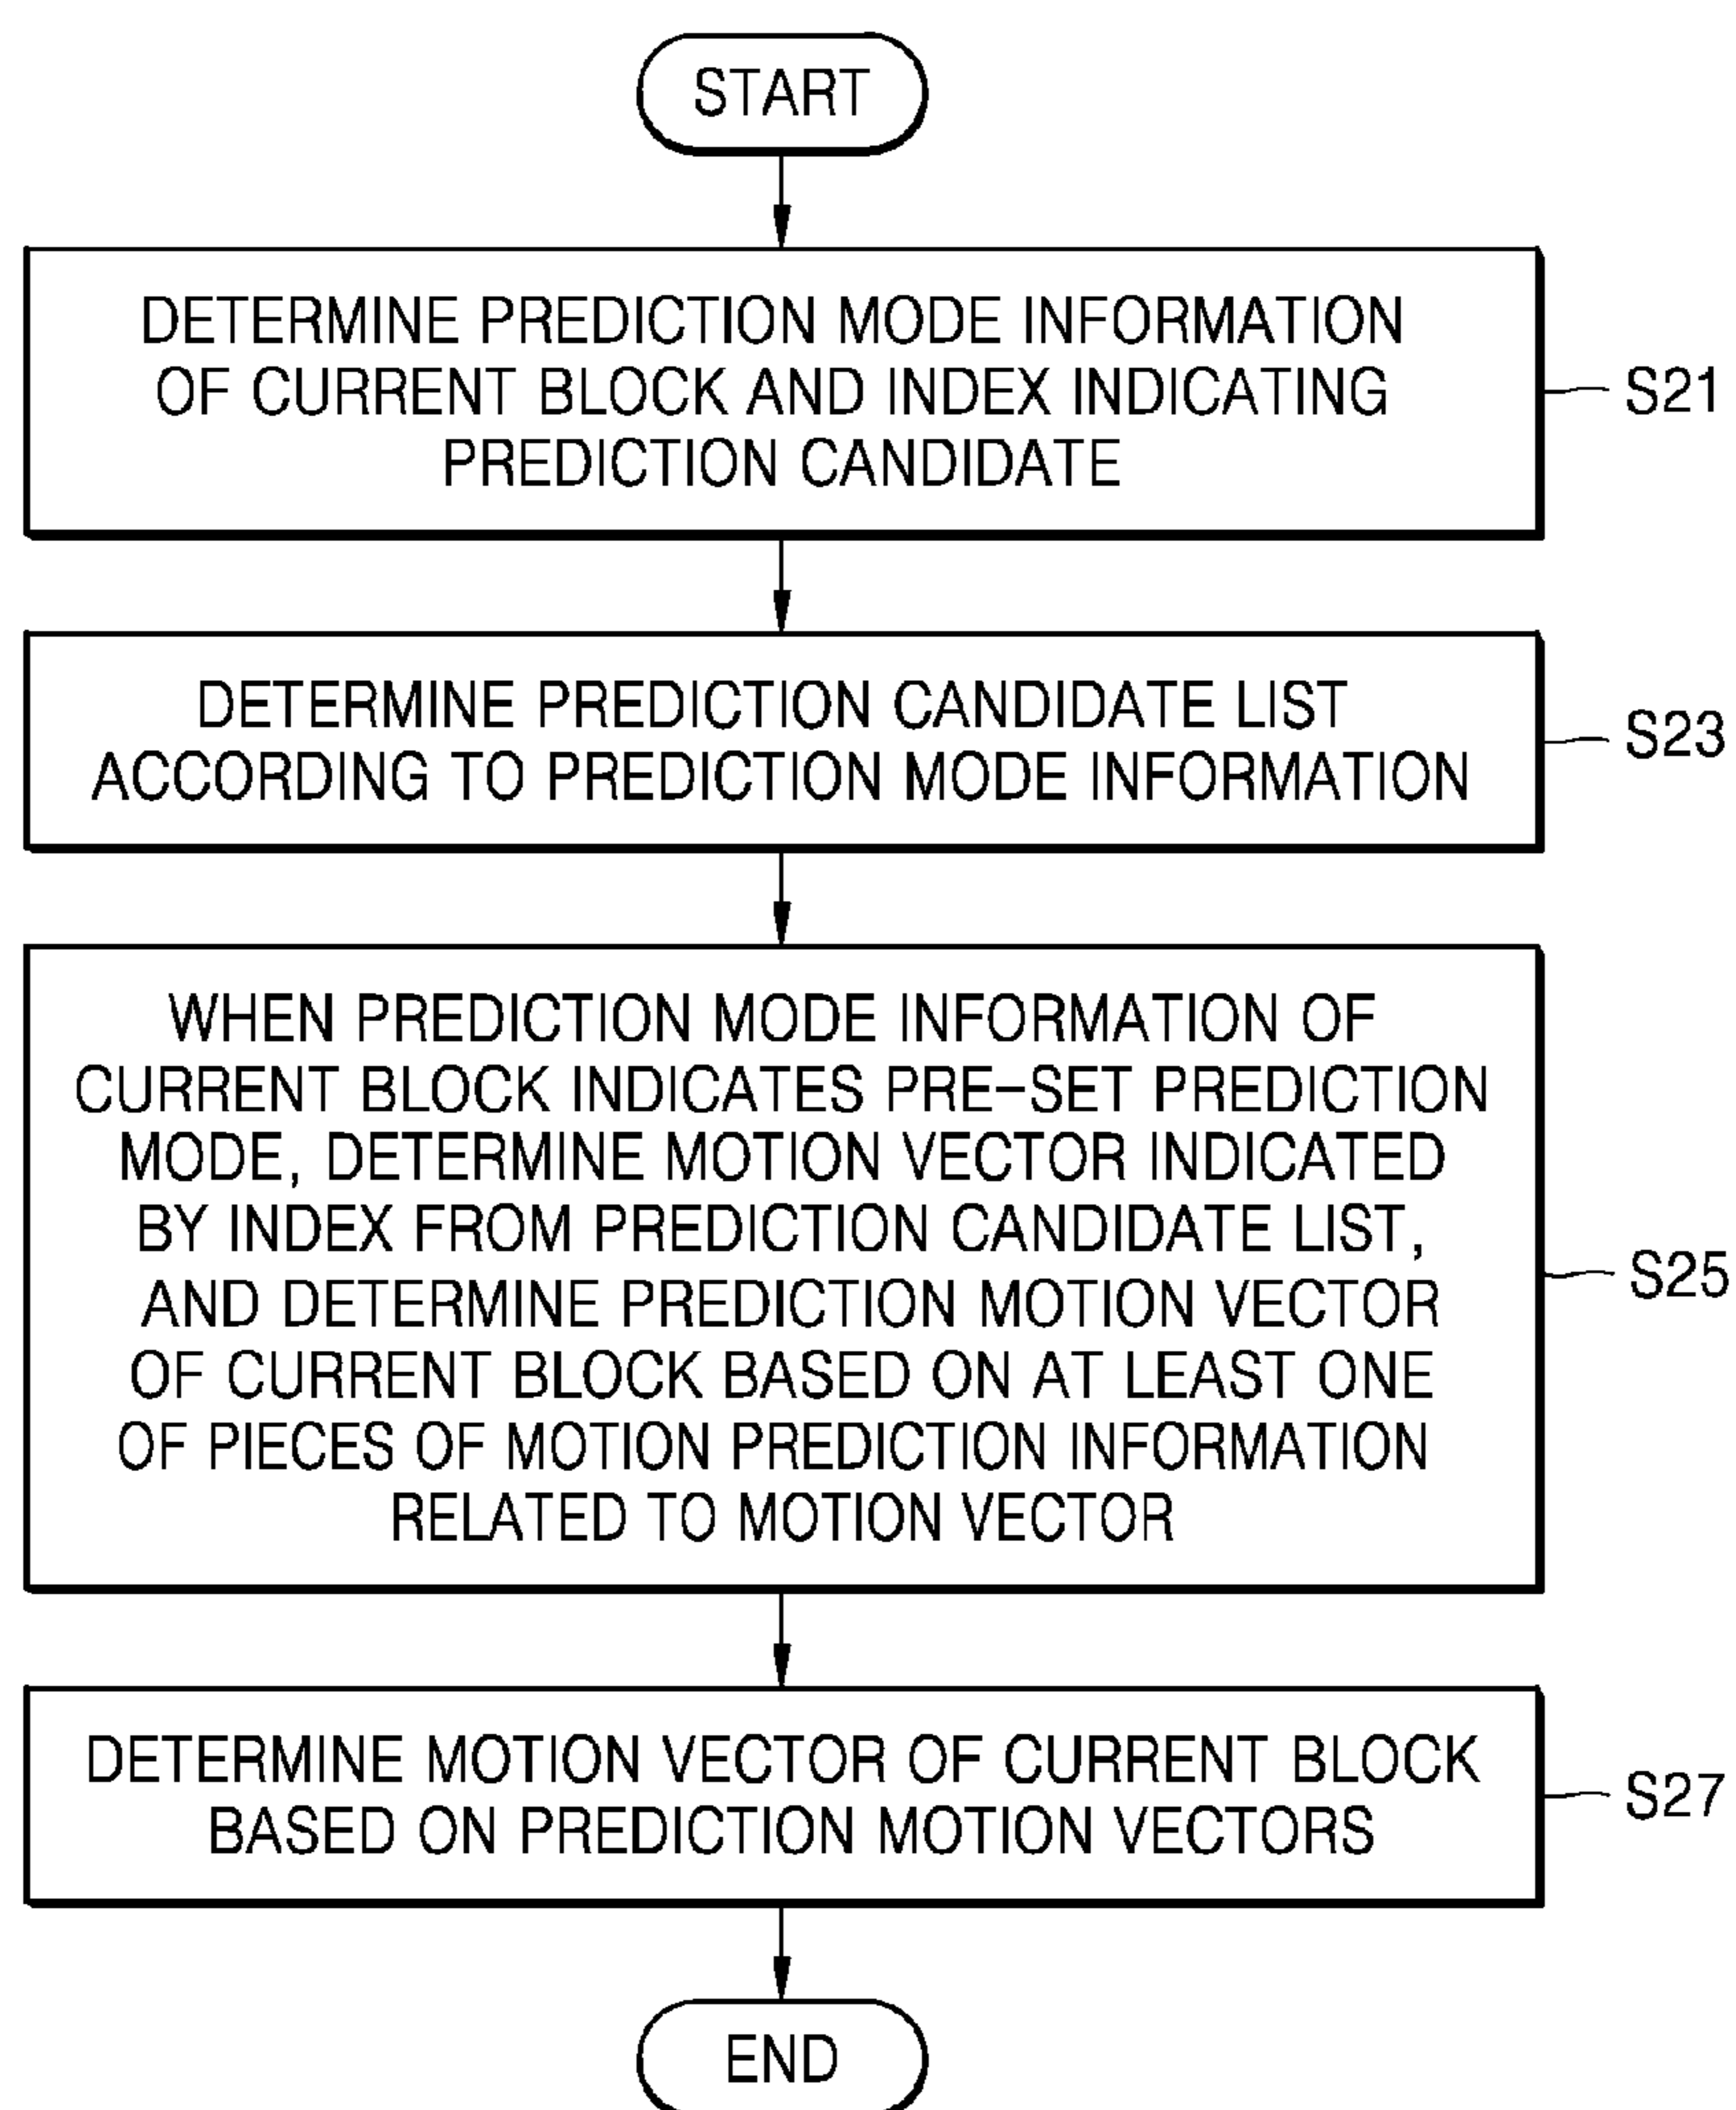 START
DETERMINE PREDICTION MODE INFORMATION
OF CURRENT BLOCK AND INDEX INDICATING
PREDICTION CANDIDATE
S21
DETERMINE PREDICTION CANDIDATE LIST
ACCORDING TO PREDICTION MODE INFORMATION
S23
WHEN PREDICTION MODE INFORMATION OF
CURRENT BLOCK INDICATES PRE-SET PREDICTION
MODE, DETERMINE MOTION VECTOR INDICATED
BY INDEX FROM PREDICTION CANDIDATE LIST,
AND DETERMINE PREDICTION MOTION VECTOR
OF CURRENT BLOCK BASED ON AT LEAST ONE
OF PIECES OF MOTION PREDICTION INFORMATION
RELATED TO MOTION VECTOR
S25
DETERMINE MOTION VECTOR OF CURRENT BLOCK
BASED ON PREDICTION MOTION VECTORS
S27
END